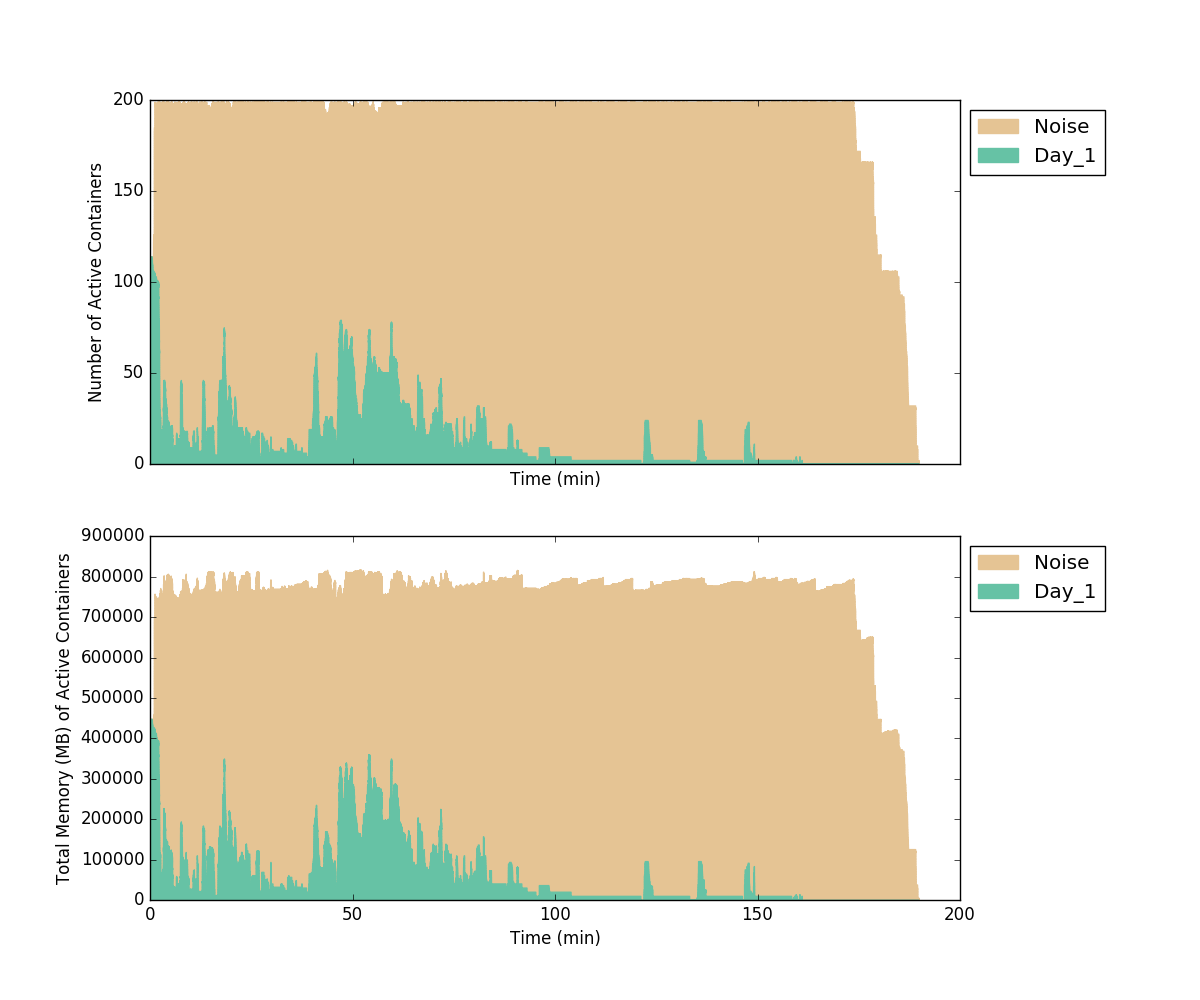 200
150
100
50
0
Number of Active Containers
Time (min)
Noise
Day_1
900000
800000
700000
600000
500000
400000
300000
200000
100000
0
Total Memory (MB) of Active Containers
0 50 100 150 200
Time (min)
Noise
Day_1